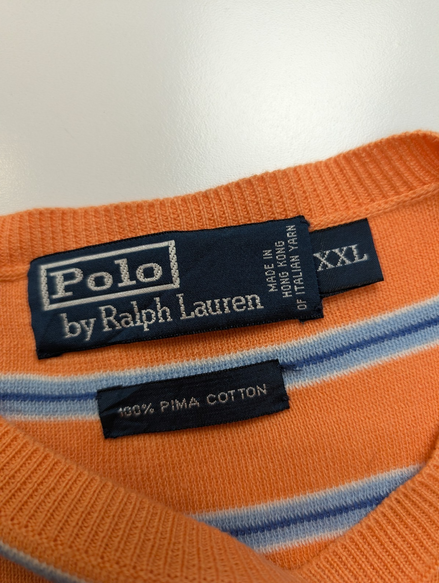 Polo
by Ralph Lauren
MADE IN
HONG KONG
OF ITALIAN YARN
XXL
100% PIMA COTTON